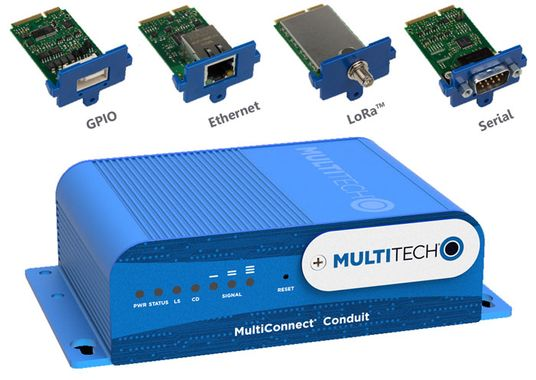 GPIO
Ethernet
LoRa™
Serial
MULTITECH
MULTITECH
PWR STATUS LS CD SIGNAL RESET
MultiConnect® Conduit